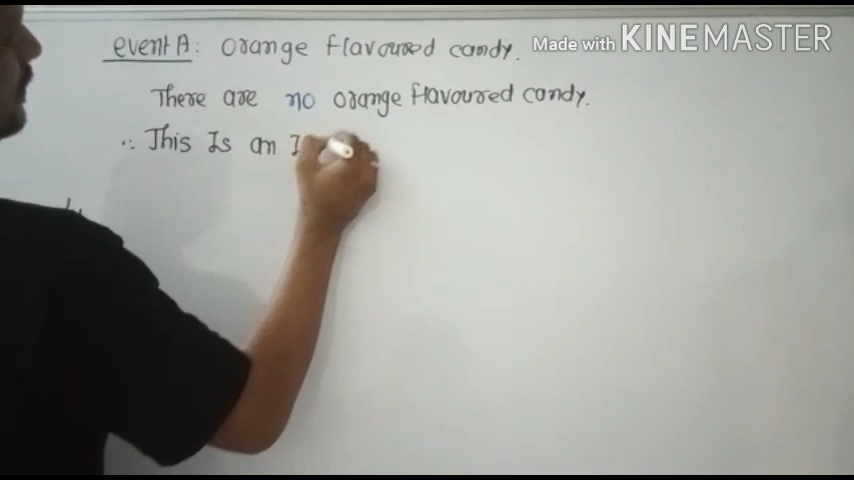 event A: Orange flavoured candy.
Made with KINEMASTER
There are no orange flavoured candy.
∴ This Is an I